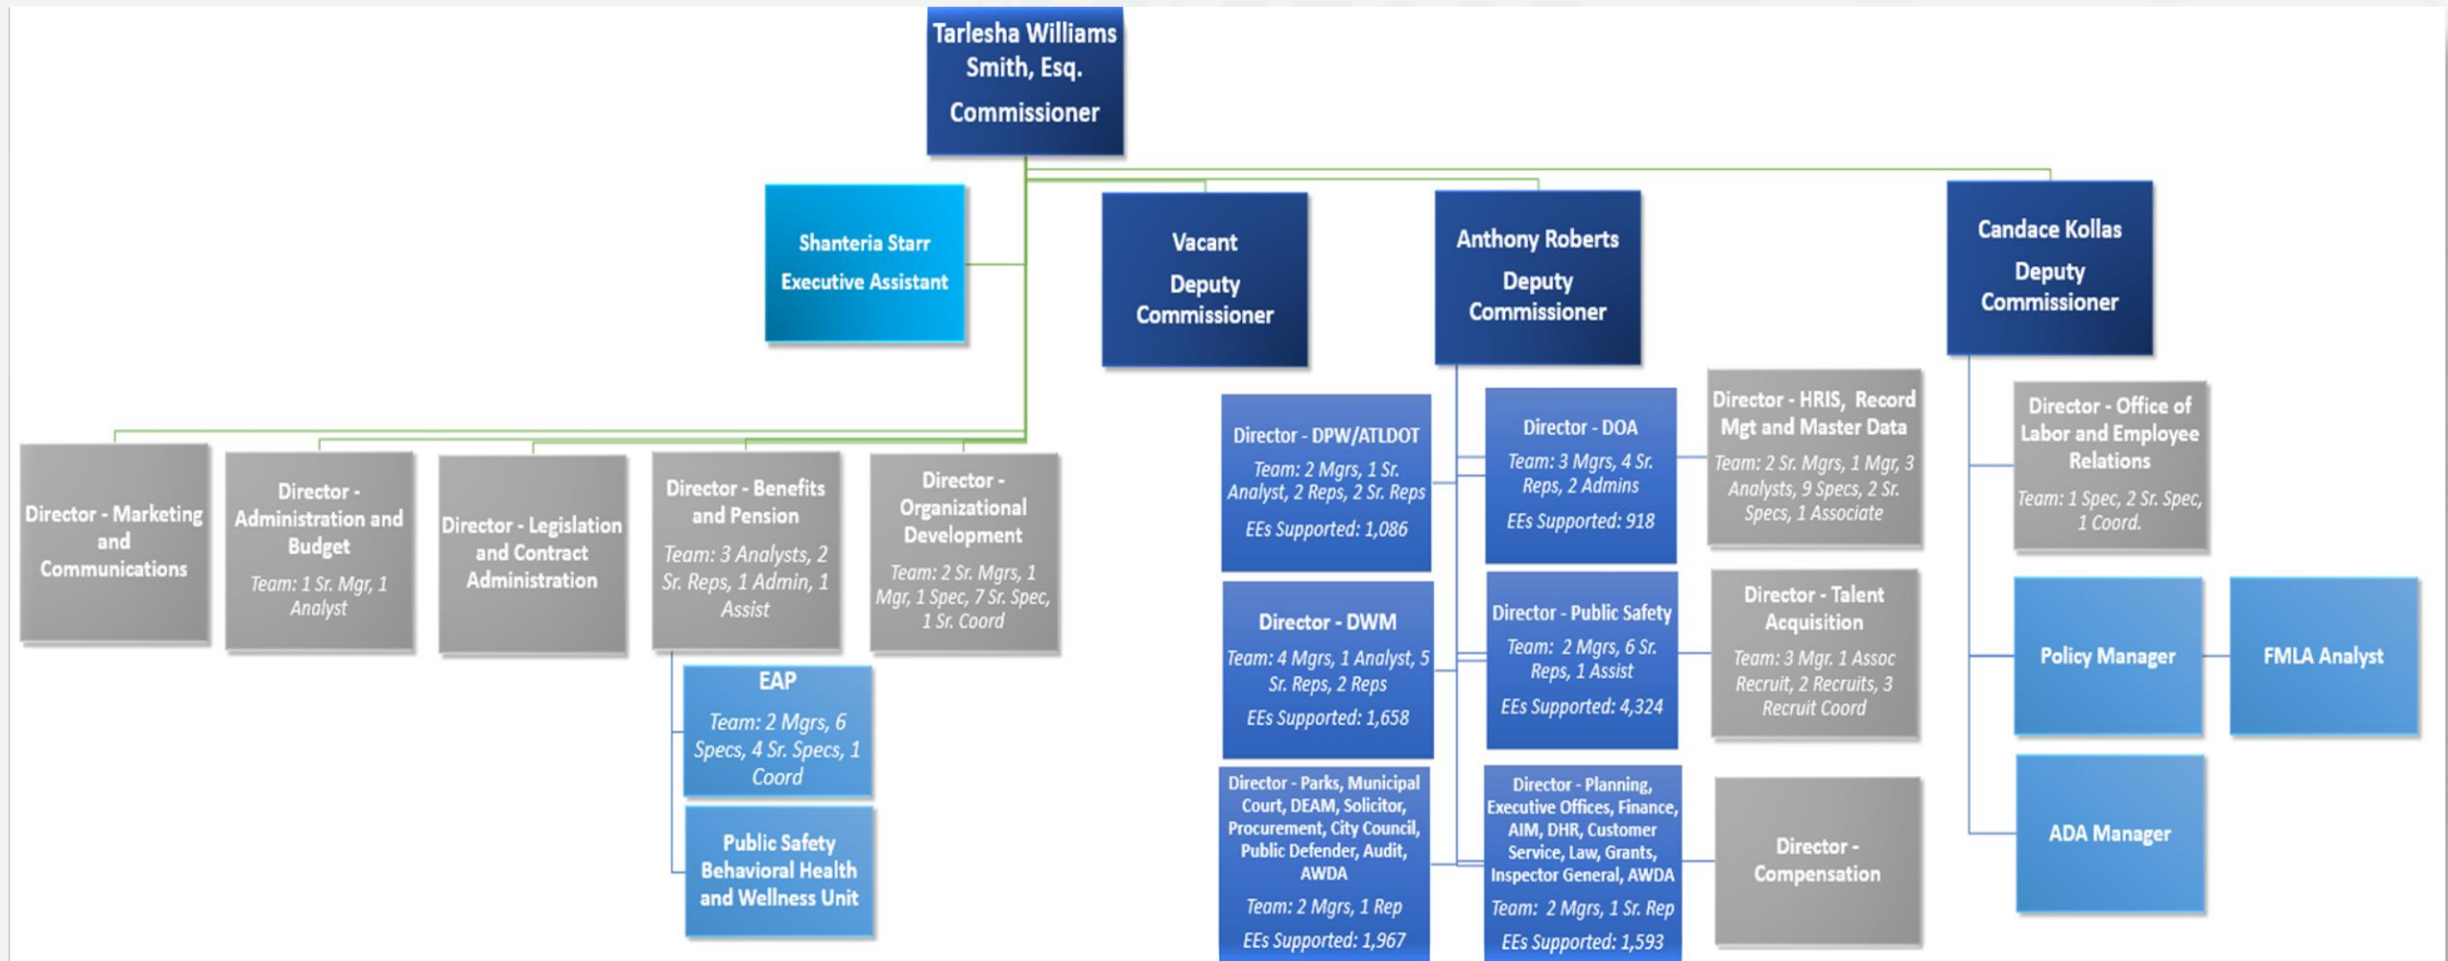 Tarlesha Williams
Smith, Esq.
Commissioner
Shanteria Starr
Executive Assistant
Vacant
Deputy
Commissioner
Anthony Roberts
Deputy
Commissioner
Candace Kollas
Deputy
Commissioner
Director - Marketing
and
Communications
Director -
Administration and
Budget
Team: 1 Sr. Mgr, 1
Analyst
Director - Legislation
and Contract
Administration
Director - Benefits
and Pension
Team: 3 Analysts, 2
Sr. Reps, 1 Admin, 1
Assist
Director -
Organizational
Development
Team: 2 Sr. Mgrs, 1
Mgr, 1 Spec, 7 Sr. Spec,
1 Sr. Coord
EAP
Team: 2 Mgrs, 6
Specs, 4 Sr. Specs, 1
Coord
Public Safety
Behavioral Health
and Wellness Unit
Director - DPW/ATLDOT
Team: 2 Mgrs, 1 Sr.
Analyst, 2 Reps, 2 Sr. Reps
EEs Supported: 1,086
Director - DOA
Team: 3 Mgrs, 4 Sr.
Reps, 2 Admins
EEs Supported: 918
Director - HRIS, Record
Mgt and Master Data
Team: 2 Sr. Mgrs, 1 Mgr, 3
Analysts, 9 Specs, 2 Sr.
Specs, 1 Associate
Director - DWM
Team: 4 Mgrs, 1 Analyst, 5
Sr. Reps, 2 Reps
EEs Supported: 1,658
Director - Public Safety
Team: 2 Mgrs, 6 Sr.
Reps, 1 Assist
EEs Supported: 4,324
Director - Talent
Acquisition
Team: 3 Mgr. 1 Assoc
Recruit, 2 Recruits, 3
Recruit Coord
Director - Parks, Municipal
Court, DEAM, Solicitor,
Procurement, City Council,
Public Defender, Audit,
AWDA
Team: 2 Mgrs, 1 Rep
EEs Supported: 1,967
Director - Planning,
Executive Offices, Finance,
AIM, DHR, Customer
Service, Law, Grants,
Inspector General, AWDA
Team: 2 Mgrs, 1 Sr. Rep
EEs Supported: 1,593
Director -
Compensation
Director - Office of
Labor and Employee
Relations
Team: 1 Spec, 2 Sr. Spec,
1 Coord.
Policy Manager
FMLA Analyst
ADA Manager